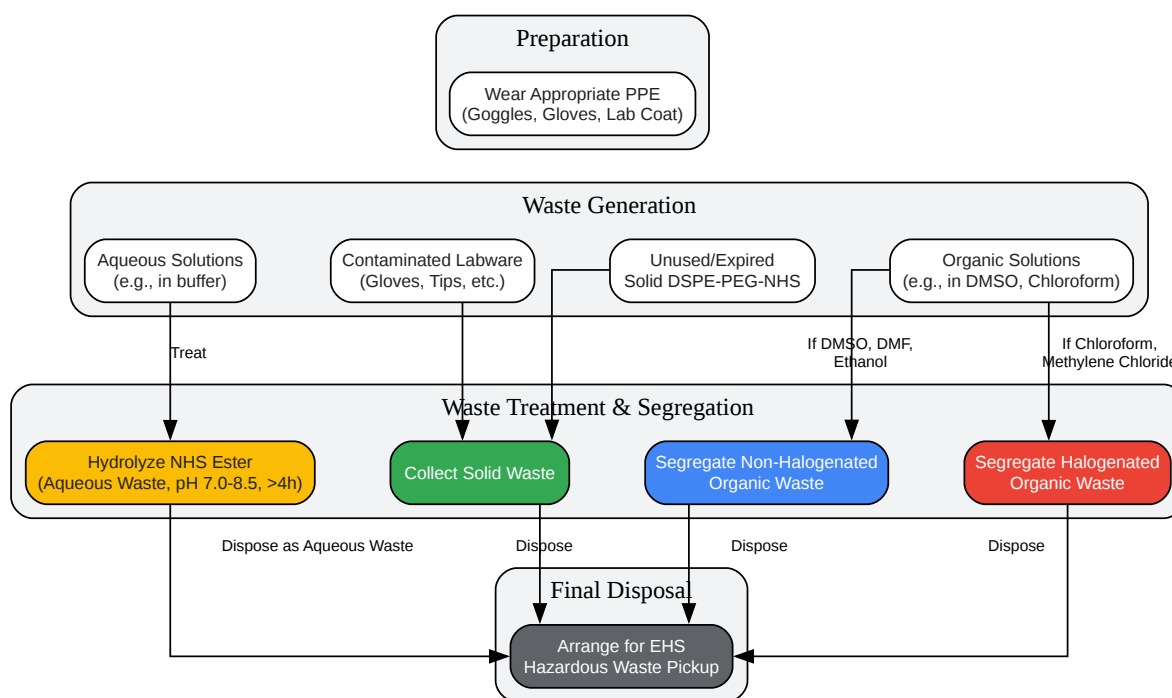 Preparation
Wear Appropriate PPE
(Goggles, Gloves, Lab Coat)
Waste Generation
Aqueous Solutions
(e.g., in buffer)
Contaminated Labware
(Gloves, Tips, etc.)
Unused/Expired
Solid DSPE-PEG-NHS
Organic Solutions
(e.g., in DMSO, Chloroform)
Treat
If DMSO, DMF,
Ethanol
If Chloroform,
Methylene Chloride
Waste Treatment & Segregation
Hydrolyze NHS Ester
(Aqueous Waste, pH 7.0-8.5, >4h)
Collect Solid Waste
Segregate Non-Halogenated
Organic Waste
Segregate Halogenated
Organic Waste
Dispose as Aqueous Waste
Dispose
Dispose
Dispose
Final Disposal
Arrange for EHS
Hazardous Waste Pickup